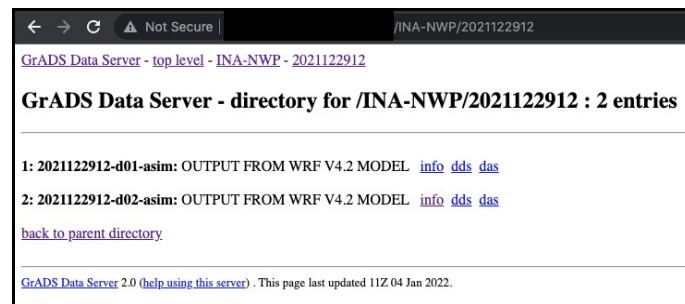 Not Secure | /INA-NWP/2021122912
GrADS Data Server - top level - INA-NWP - 2021122912
GrADS Data Server - directory for /INA-NWP/2021122912 : 2 entries
1: 2021122912-d01-asim: OUTPUT FROM WRF V4.2 MODEL info dds das
2: 2021122912-d02-asim: OUTPUT FROM WRF V4.2 MODEL info dds das
back to parent directory
GrADS Data Server 2.0 (help using this server) . This page last updated 11Z 04 Jan 2022.